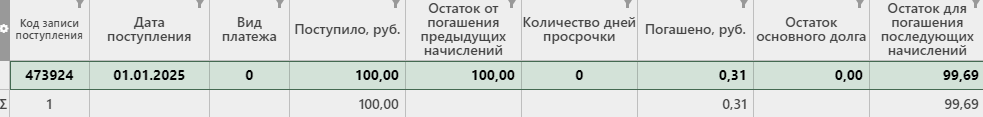 Код записи поступления
Дата поступления
Вид платежа
Поступило, руб.
Остаток от погашения предыдущих начислений
Количество дней просрочки
Погашено, руб.
Остаток основного долга
Остаток для погашения последующих начислений
473924 01.01.2025 0 100,00 100,00 0 0,31 0,00 99,69
Σ 1 100,00 0,31 99,69